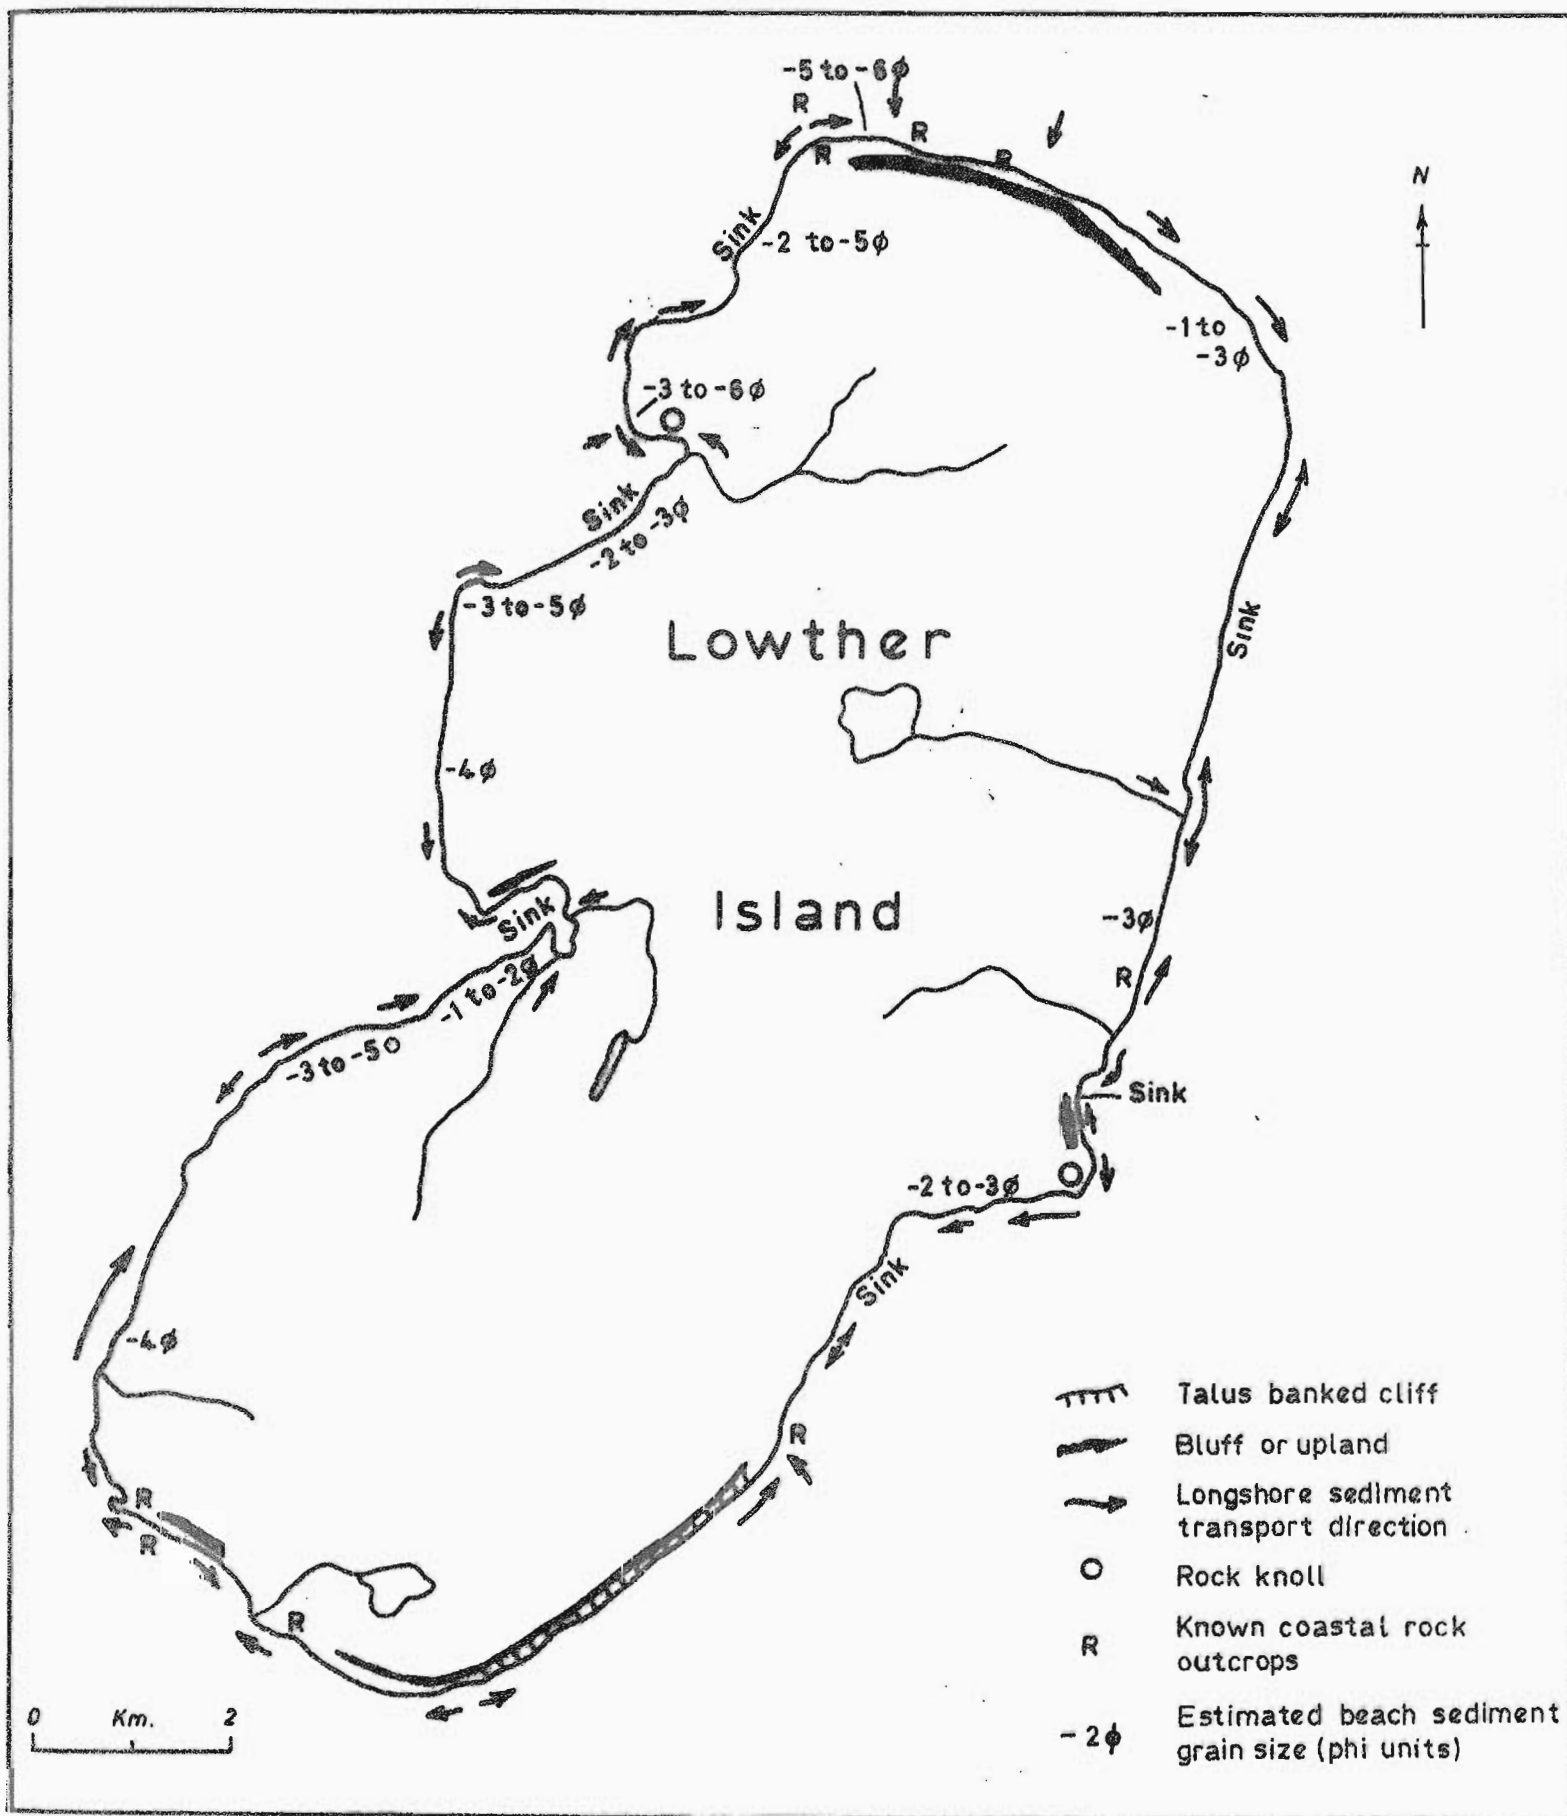 -5 to -6ϕ
R
R
R
R
N
Sink
-2 to -5ϕ
-1 to
-3ϕ
-3 to -6ϕ
Sink
-2 to -3ϕ
-3 to -5ϕ
Lowther
Sink
-4ϕ
Island
Sink
-3ϕ
-1 to -2ϕ
R
-3 to -5o
Sink
-2 to -3ϕ
Sink
-4ϕ
R
R
R
R
Talus banked cliff
Bluff or upland
Longshore sediment
transport direction
Rock knoll
R
Known coastal rock
outcrops
-2ϕ
Estimated beach sediment
grain size (phi units)
0 Km. 2